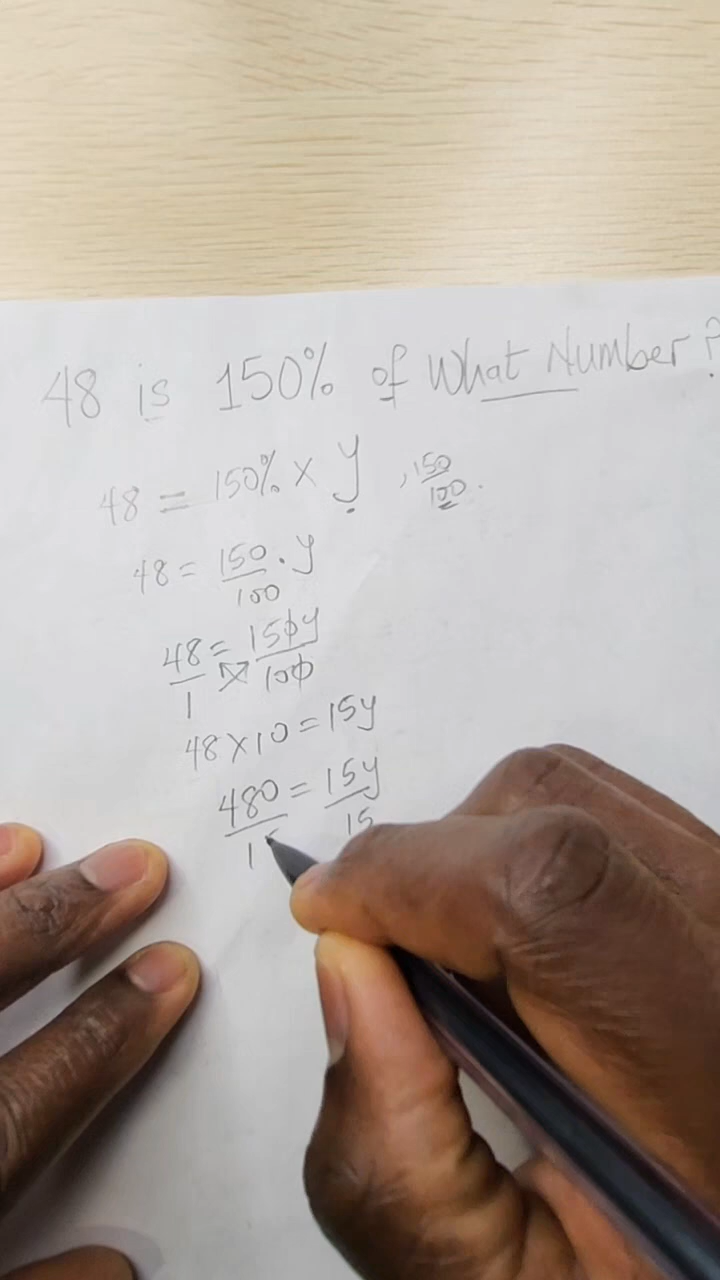 48 is 150% of What Number?
48 = 150% × y , 150/100.
48 = 150/100 · y
48/1 = 150y/100
48×10 = 15y
480/15 = 15y/15